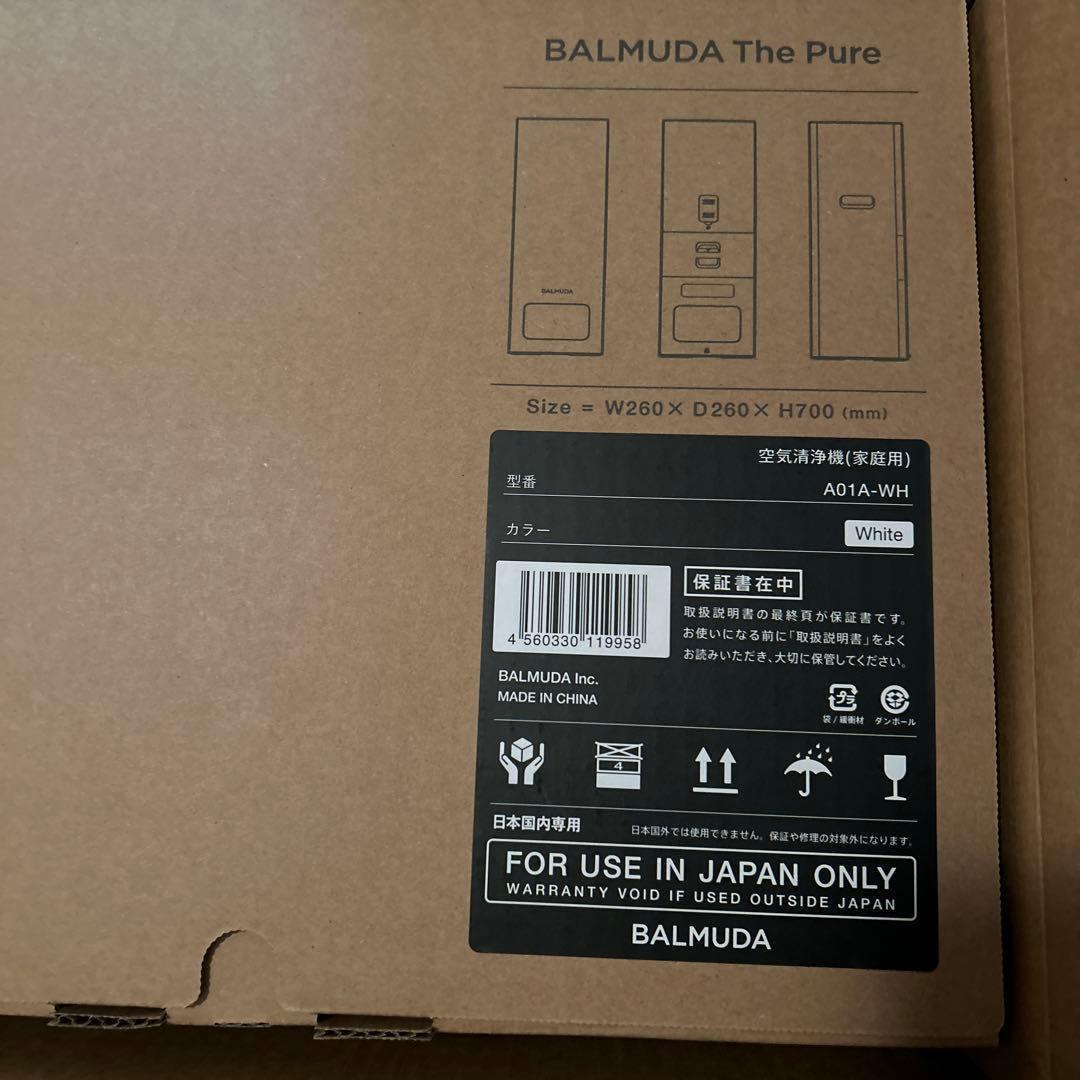 BALMUDA The Pure
BALMUDA
Size = W260× D260× H700 (mm)
空気清浄機(家庭用)
型番 A01A-WH
カラー White
4 560330 119958
保証書在中
取扱説明書の最終頁が保証書です。
お使いになる前に「取扱説明書」をよく
お読みいただき、大切に保管してください。
BALMUDA Inc.
MADE IN CHINA
プラ
袋 / 緩衝材 ダンボール
4
日本国内専用 日本国外では使用できません。保証や修理の対象外になります。
FOR USE IN JAPAN ONLY
WARRANTY VOID IF USED OUTSIDE JAPAN
BALMUDA